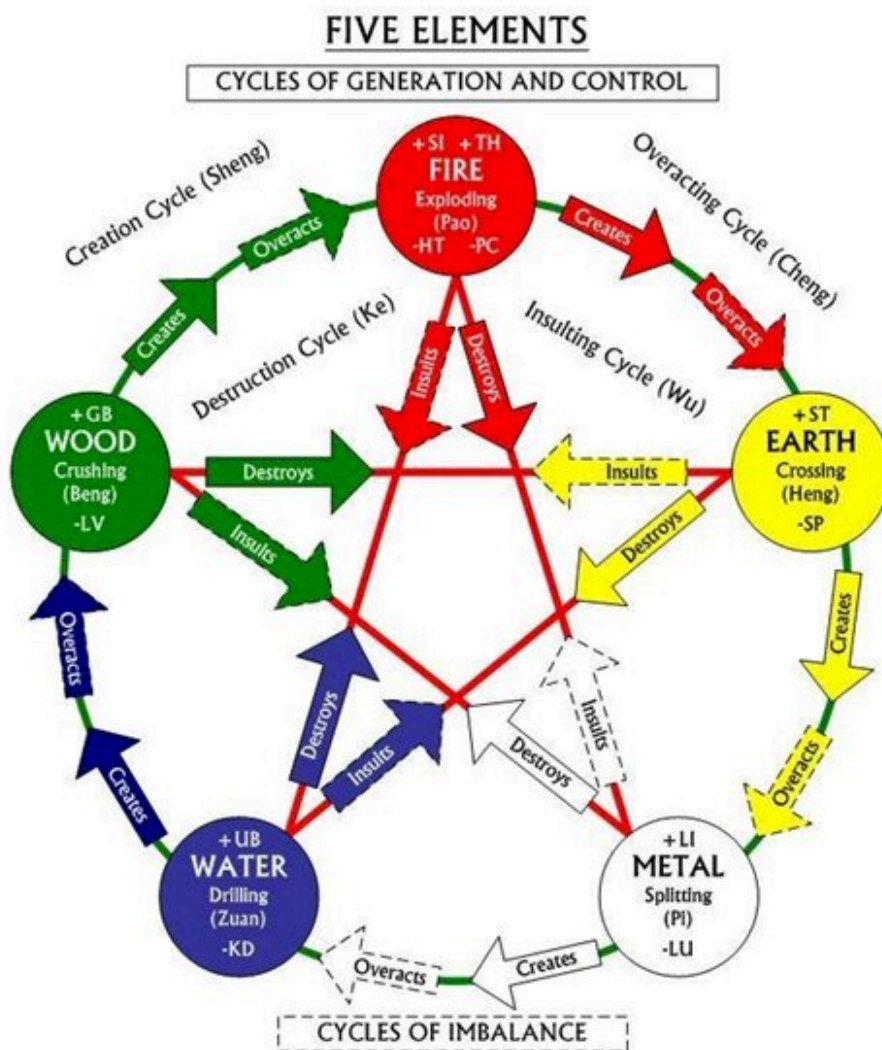 FIVE ELEMENTS
CYCLES OF GENERATION AND CONTROL
Creation Cycle (Sheng)
Overacting Cycle (Cheng)
Destruction Cycle (Ke)
Insulting Cycle (Wu)
+SI +TH
FIRE
Exploding
(Pao)
-HT -PC
Creates
Overacts
Insults
Destroys
+GB
WOOD
Crushing
(Beng)
-LV
Creates
Overacts
Destroys
Insults
+ST
EARTH
Crossing
(Heng)
-SP
Insults
Destroys
Creates
Overacts
+UB
WATER
Drilling
(Zuan)
-KD
Overacts
Creates
Destroys
Insults
+LI
METAL
Splitting
(Pi)
-LU
Destroys
Insults
Overacts
Creates
CYCLES OF IMBALANCE